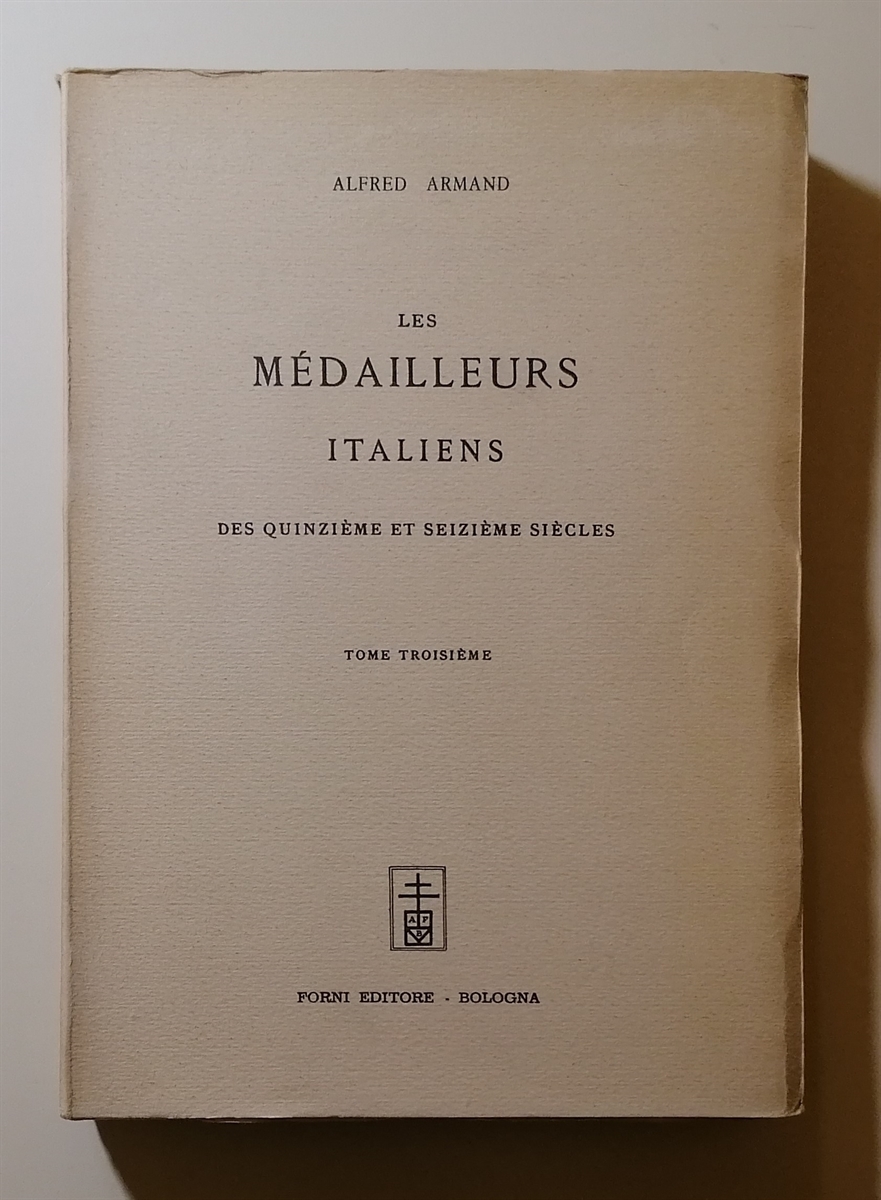 ALFRED ARMAND
LES
MÉDAILLEURS
ITALIENS
DES QUINZIÈME ET SEIZIÈME SIÈCLES
TOME TROISIÈME
A F
B
FORNI EDITORE - BOLOGNA